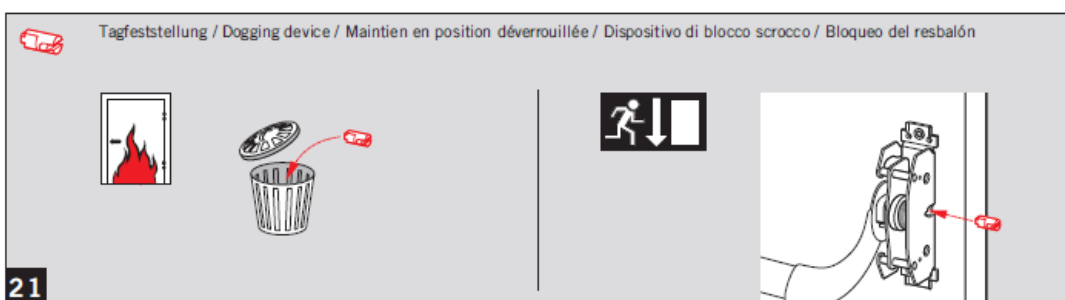 Tagfeststellung / Dogging device / Maintien en position déverrouillée / Dispositivo di blocco scrocco / Bloqueo del resbalón
21